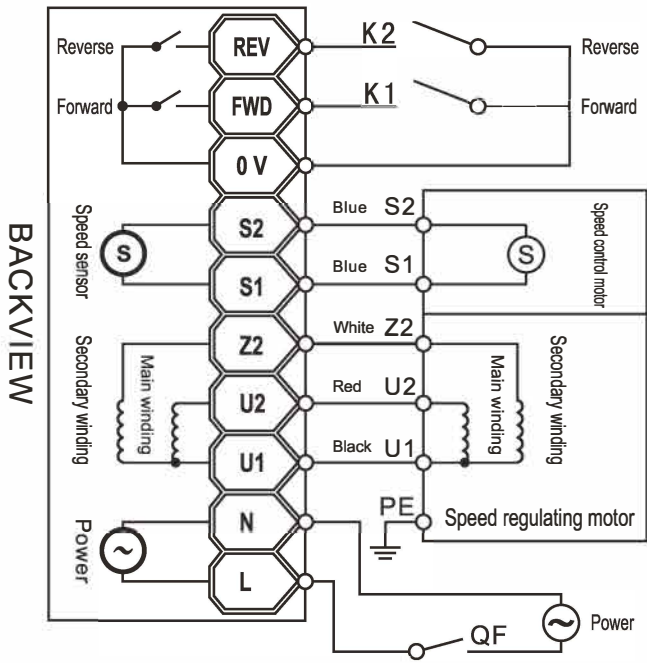 Reverse REV K2 Reverse
Forward FWD K1 Forward
0 V
S2 Blue S2
Speed sensor S S Speed control motor
S1 Blue S1
BACKVIEW
Z2 White Z2
Secondary winding Main winding U2 Red U2 Main winding Secondary winding
U1 Black U1
PE
N Speed regulating motor
Power
L
QF Power